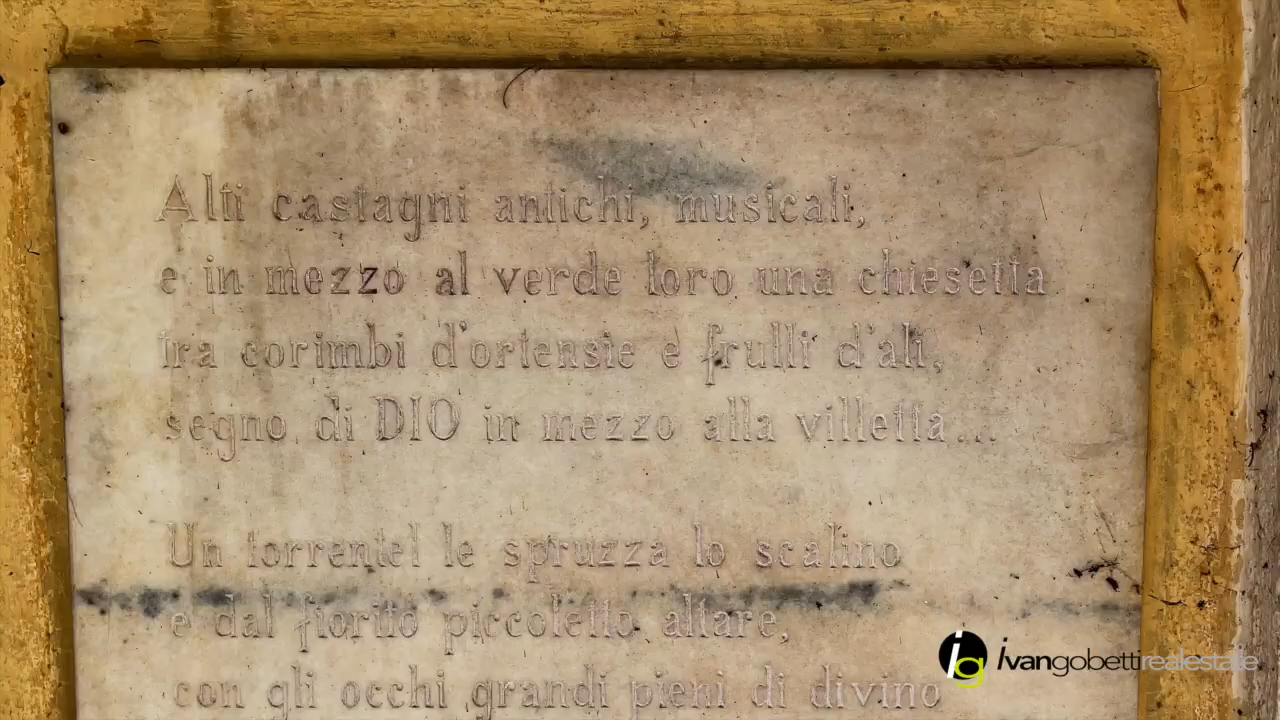 Alti castagni antichi, musicali,
e in mezzo al verde loro una chiesetta
tra corimbi d'ortensie e frulli d'ali,
segno di DIO in mezzo alla villetta...
Un torrentel le spruzza lo scalino
e dal fiorito piccoletto altare,
con gli occhi grandi pieni di divino
ig ivangobettirealestate